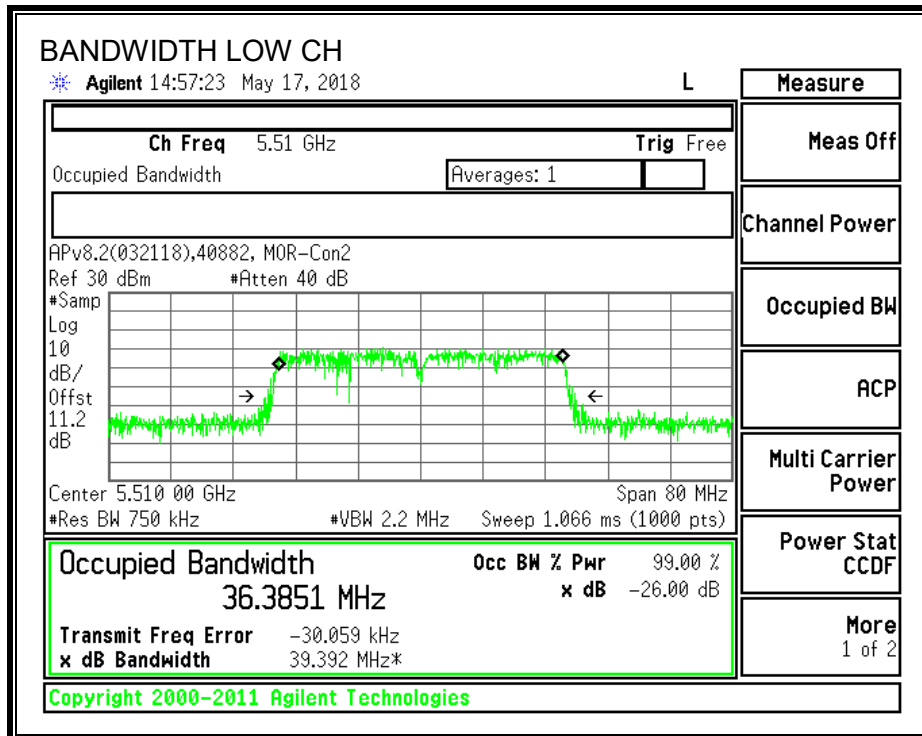 BANDWIDTH LOW CH
Agilent 14:57:23 May 17, 2018 L
Measure
Ch Freq 5.51 GHz Trig Free
Meas Off
Occupied Bandwidth Averages: 1
Channel Power
APv8.2(032118),40882, MOR-Con2
Ref 30 dBm #Atten 40 dB
#Samp
Log
10
dB/
Offst
11.2
dB
Occupied BW
ACP
Center 5.510 00 GHz Span 80 MHz
#Res BW 750 kHz #VBW 2.2 MHz Sweep 1.066 ms (1000 pts)
Multi Carrier
Power
Occupied Bandwidth Occ BW % Pwr 99.00 %
36.3851 MHz x dB -26.00 dB
Power Stat
CCDF
Transmit Freq Error -30.059 kHz
x dB Bandwidth 39.392 MHz*
More
1 of 2
Copyright 2000-2011 Agilent Technologies